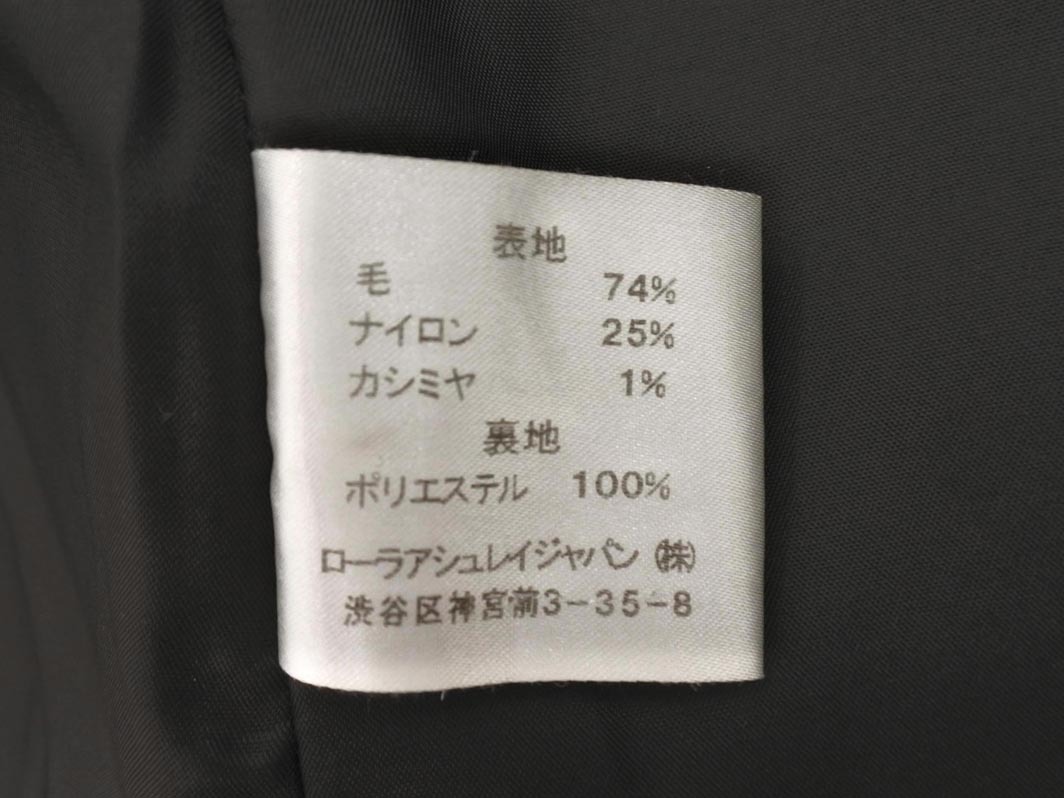 表地
毛 74%
ナイロン 25%
カシミヤ 1%
裏地
ポリエステル 100%
ローラアシュレイジャパン ㈱
渋谷区神宮前3-35-8